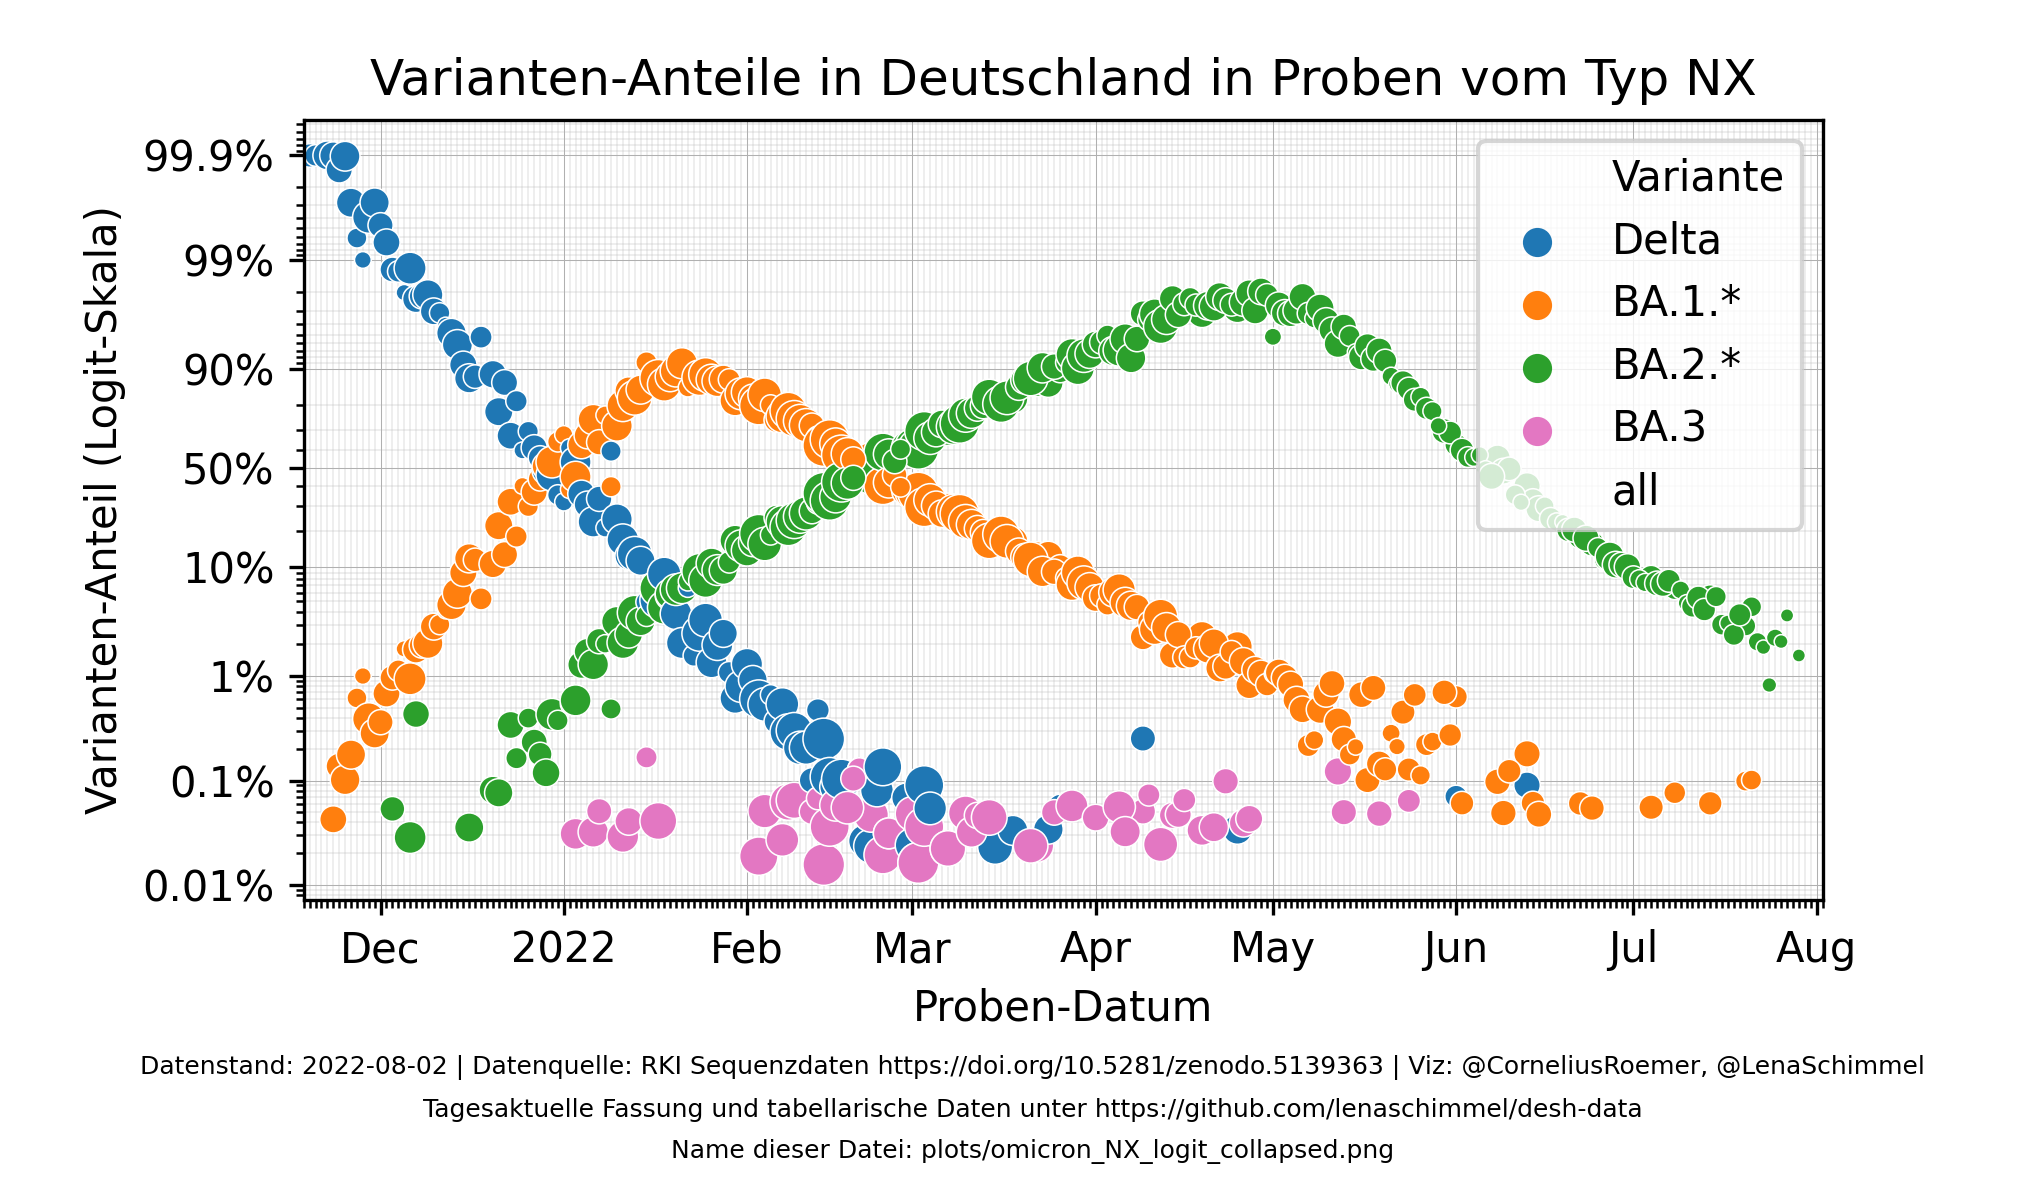 Varianten-Anteile in Deutschland in Proben vom Typ NX
Varianten-Anteil (Logit-Skala)
99.9%
99%
90%
50%
10%
1%
0.1%
0.01%
Variante
Delta
BA.1.*
BA.2.*
BA.3
all
Dec 2022 Feb Mar Apr May Jun Jul Aug
Proben-Datum
Datenstand: 2022-08-02 | Datenquelle: RKI Sequenzdaten https://doi.org/10.5281/zenodo.5139363 | Viz: @CorneliusRoemer, @LenaSchimmel
Tagesaktuelle Fassung und tabellarische Daten unter https://github.com/lenaschimmel/desh-data
Name dieser Datei: plots/omicron_NX_logit_collapsed.png